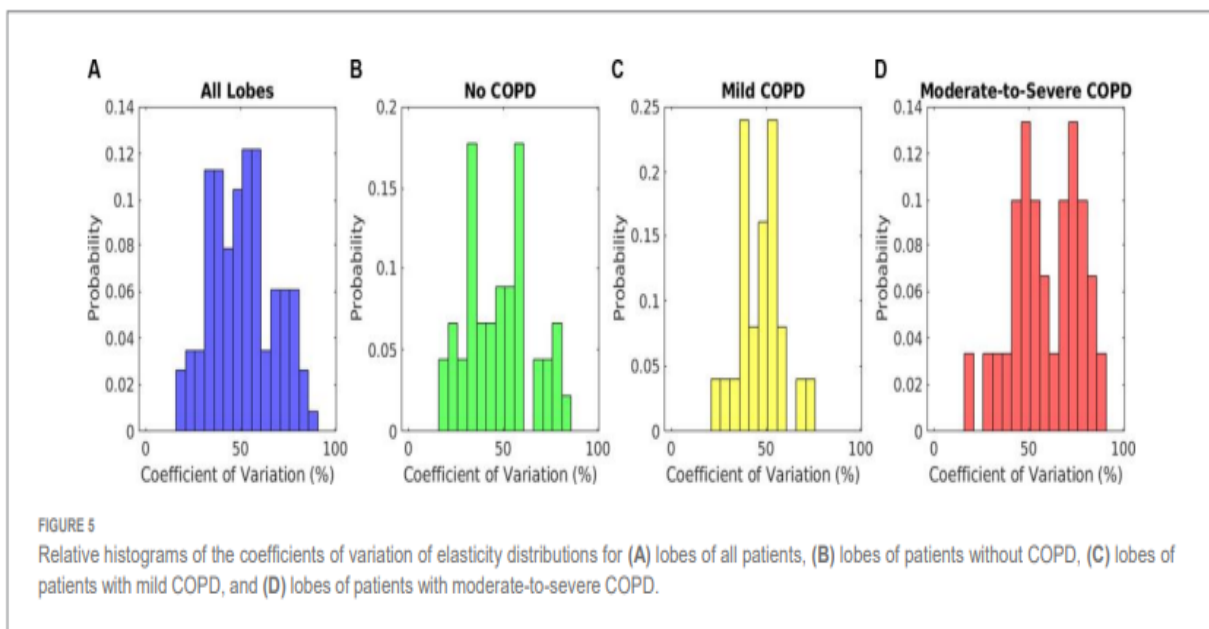 A
All Lobes
0.14
0.12
0.1
0.08
0.06
0.04
0.02
0
Probability
0
50
100
Coefficient of Variation (%)
B
No COPD
0.2
0.15
0.1
0.05
0
Probability
0
50
100
Coefficient of Variation (%)
C
Mild COPD
0.25
0.2
0.15
0.1
0.05
0
Probability
0
50
100
Coefficient of Variation (%)
D
Moderate-to-Severe COPD
0.14
0.12
0.1
0.08
0.06
0.04
0.02
0
Probability
0
50
100
Coefficient of Variation (%)
FIGURE 5
Relative histograms of the coefficients of variation of elasticity distributions for (A) lobes of all patients, (B) lobes of patients without COPD, (C) lobes of
patients with mild COPD, and (D) lobes of patients with moderate-to-severe COPD.